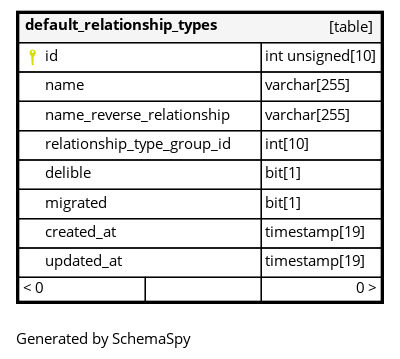 default_relationship_types [table]
id int unsigned[10]
name varchar[255]
name_reverse_relationship varchar[255]
relationship_type_group_id int[10]
delible bit[1]
migrated bit[1]
created_at timestamp[19]
updated_at timestamp[19]
< 0 0 >
Generated by SchemaSpy